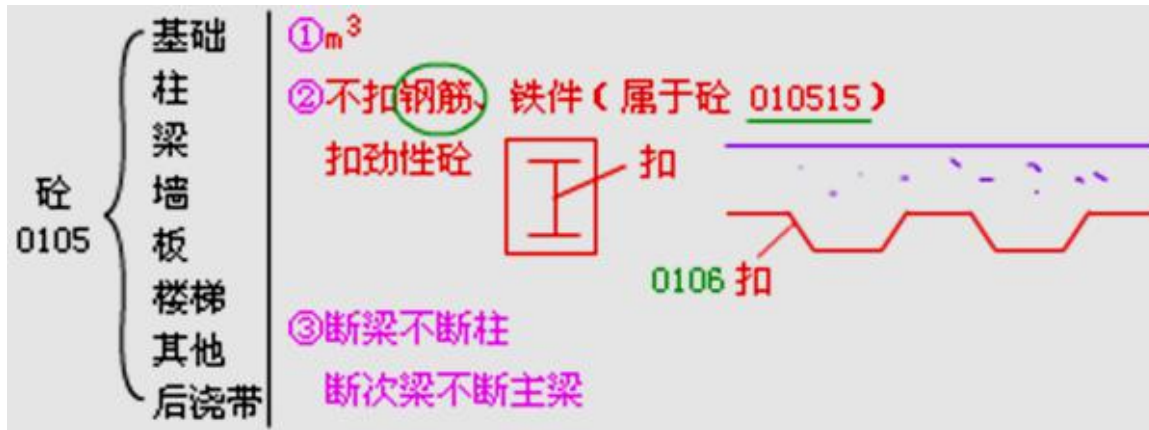 砼
0105
基础
柱
梁
墙
板
楼梯
其他
后浇带
①m³
②不扣钢筋、铁件（属于砼 010515）
扣劲性砼
扣
0106 扣
③断梁不断柱
断次梁不断主梁